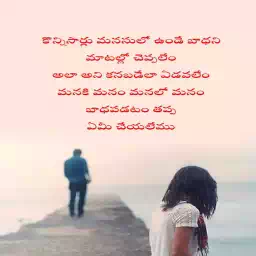 కొన్నిసార్లు మనసులో ఉండే బాధని
మాటల్లో చెప్పలేం
అలా అని కనబడేలా ఏడవలేం
మనకి మనం మనలో మనం
బాధపడటం తప్ప
ఏమీ చేయలేము